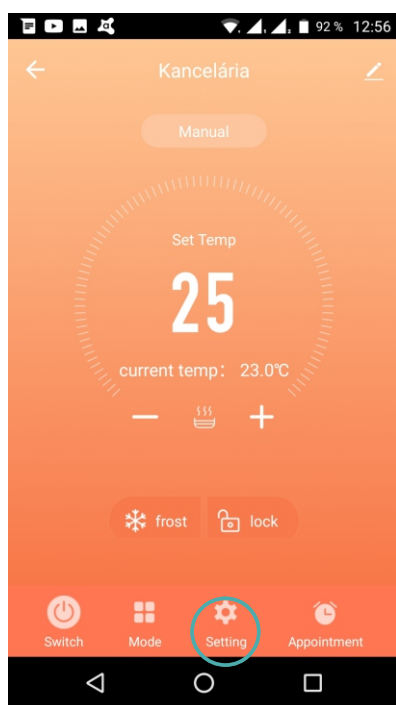 92 % 12:56
Kancelária
Manual
Set Temp
25
current temp: 23.0℃
frost lock
Switch Mode Setting Appointment